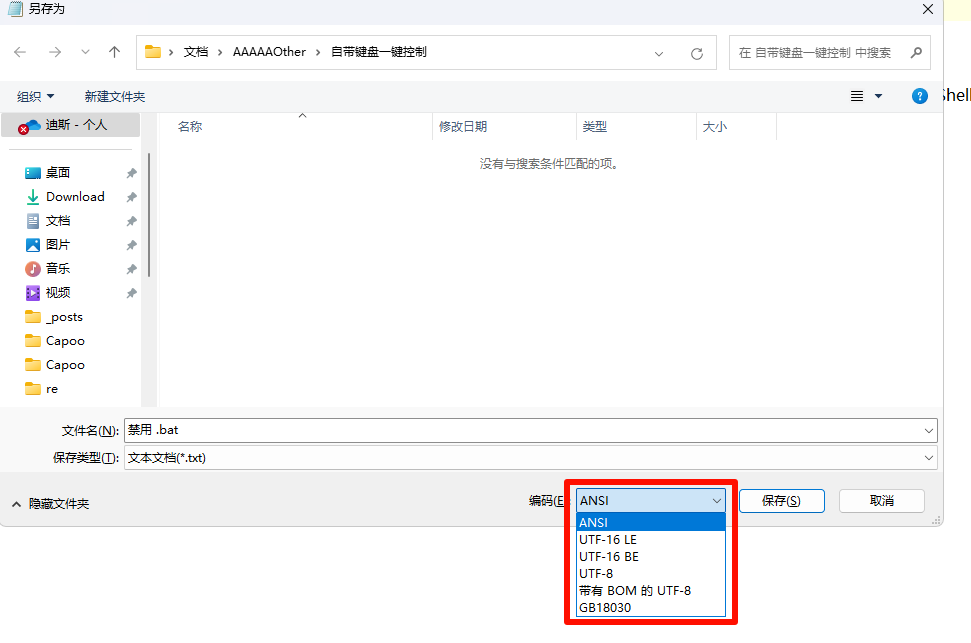 另存为
文档 AAAAAOther 自带键盘一键控制
在 自带键盘一键控制 中搜索
组织 新建文件夹
Shell
迪斯 - 个人
名称 修改日期 类型 大小
没有与搜索条件匹配的项。
桌面
Download
文档
图片
音乐
视频
_posts
Capoo
Capoo
re
文件名(N): 禁用 .bat
保存类型(T): 文本文档(*.txt)
隐藏文件夹
编码(E ANSI 保存(S) 取消
ANSI
UTF-16 LE
UTF-16 BE
UTF-8
带有 BOM 的 UTF-8
GB18030